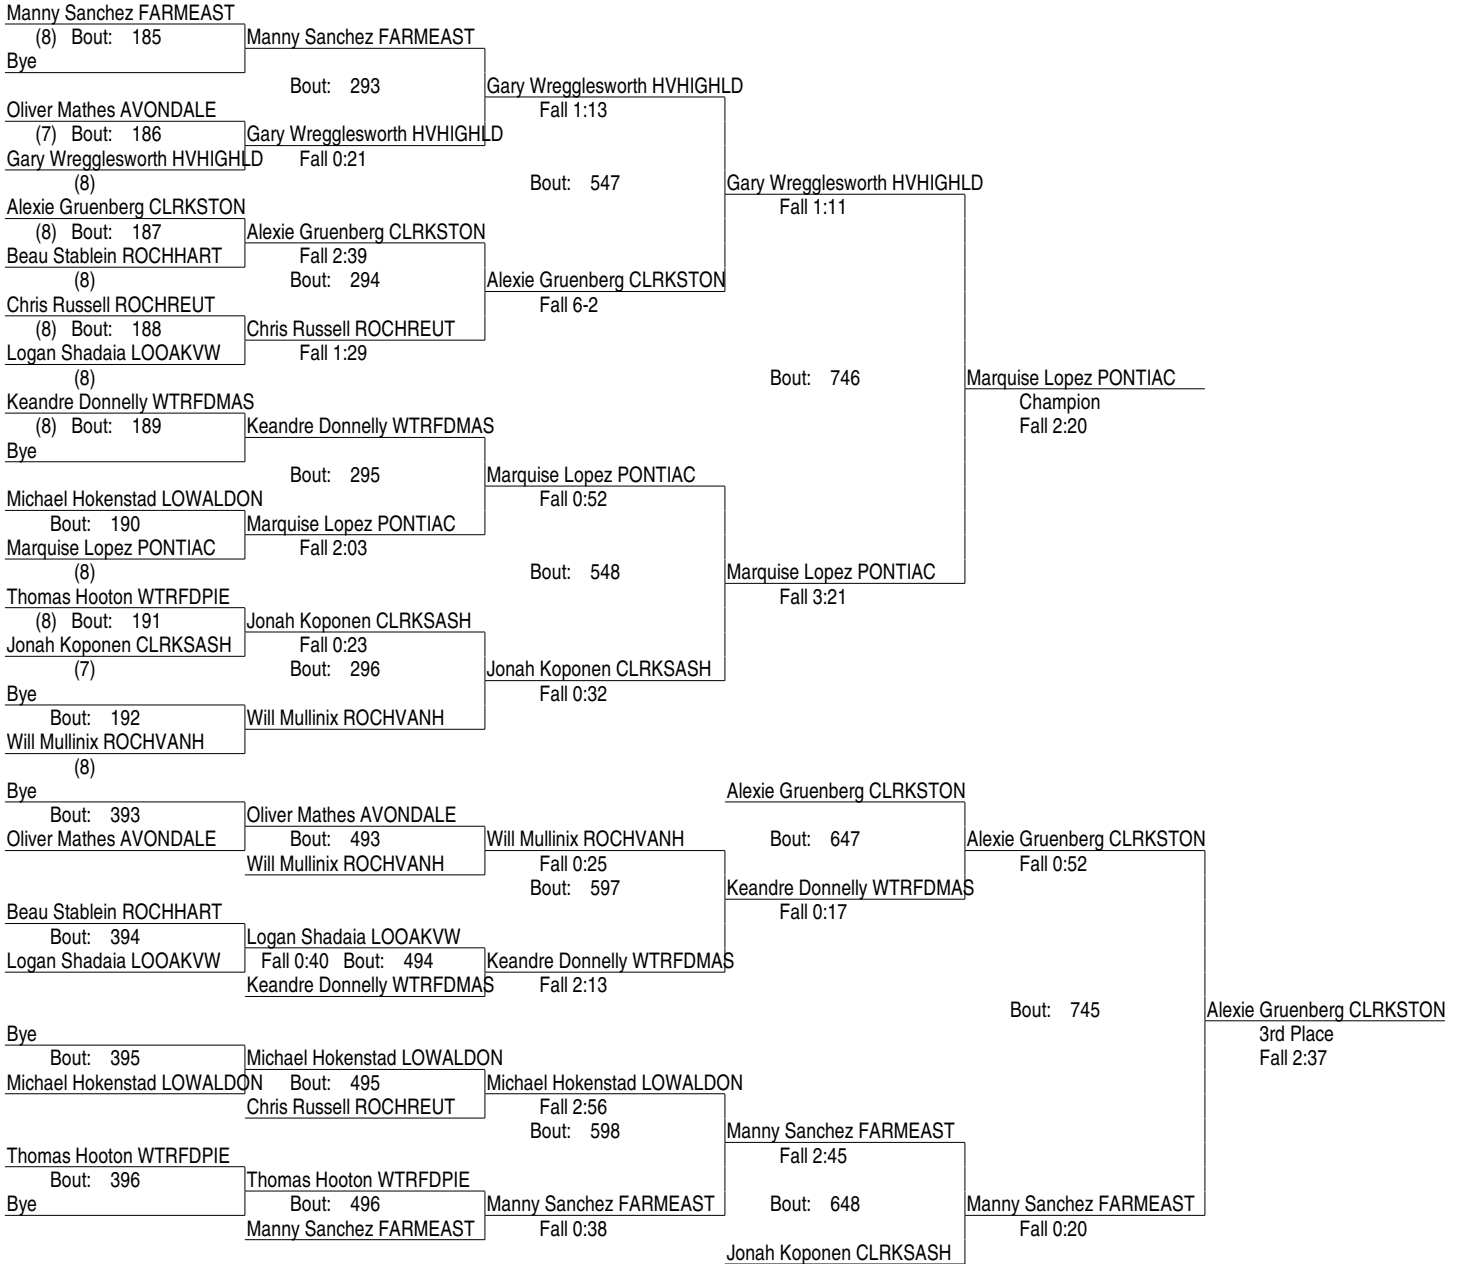 Manny Sanchez FARMEAST
(8) Bout: 185 Manny Sanchez FARMEAST
Bye
Bout: 293 Gary Wregglesworth HVHIGHLD
Oliver Mathes AVONDALE Fall 1:13
(7) Bout: 186 Gary Wregglesworth HVHIGHLD
Gary Wregglesworth HVHIGHLD Fall 0:21
(8) Bout: 547 Gary Wregglesworth HVHIGHLD
Alexie Gruenberg CLRKSTON Fall 1:11
(8) Bout: 187 Alexie Gruenberg CLRKSTON
Beau Stablein ROCHHART Fall 2:39
(8) Bout: 294 Alexie Gruenberg CLRKSTON
Chris Russell ROCHREUT Fall 6-2
(8) Bout: 188 Chris Russell ROCHREUT
Logan Shadaia LOOAKVW Fall 1:29
(8) Bout: 746 Marquise Lopez PONTIAC
Keandre Donnelly WTRFDMAS Champion
(8) Bout: 189 Keandre Donnelly WTRFDMAS Fall 2:20
Bye
Bout: 295 Marquise Lopez PONTIAC
Michael Hokenstad LOWALDON Fall 0:52
Bout: 190 Marquise Lopez PONTIAC
Marquise Lopez PONTIAC Fall 2:03
(8) Bout: 548 Marquise Lopez PONTIAC
Thomas Hooton WTRFDPIE Fall 3:21
(8) Bout: 191 Jonah Koponen CLRKSASH
Jonah Koponen CLRKSASH Fall 0:23
(7) Bout: 296 Jonah Koponen CLRKSASH
Bye Fall 0:32
Bout: 192 Will Mullinix ROCHVANH
Will Mullinix ROCHVANH
(8)
Bye Alexie Gruenberg CLRKSTON
Bout: 393 Oliver Mathes AVONDALE
Oliver Mathes AVONDALE Bout: 493 Will Mullinix ROCHVANH Bout: 647 Alexie Gruenberg CLRKSTON
Will Mullinix ROCHVANH Fall 0:25 Fall 0:52
Bout: 597 Keandre Donnelly WTRFDMAS
Beau Stablein ROCHHART Fall 0:17
Bout: 394 Logan Shadaia LOOAKVW
Logan Shadaia LOOAKVW Fall 0:40 Bout: 494 Keandre Donnelly WTRFDMAS
Keandre Donnelly WTRFDMAS Fall 2:13
Bout: 745 Alexie Gruenberg CLRKSTON
Bye 3rd Place
Bout: 395 Michael Hokenstad LOWALDON Fall 2:37
Michael Hokenstad LOWALDON Bout: 495 Michael Hokenstad LOWALDON
Chris Russell ROCHREUT Fall 2:56
Bout: 598 Manny Sanchez FARMEAST
Thomas Hooton WTRFDPIE Fall 2:45
Bout: 396 Thomas Hooton WTRFDPIE
Bye Bout: 496 Manny Sanchez FARMEAST Bout: 648 Manny Sanchez FARMEAST
Manny Sanchez FARMEAST Fall 0:38 Fall 0:20
Jonah Koponen CLRKSASH